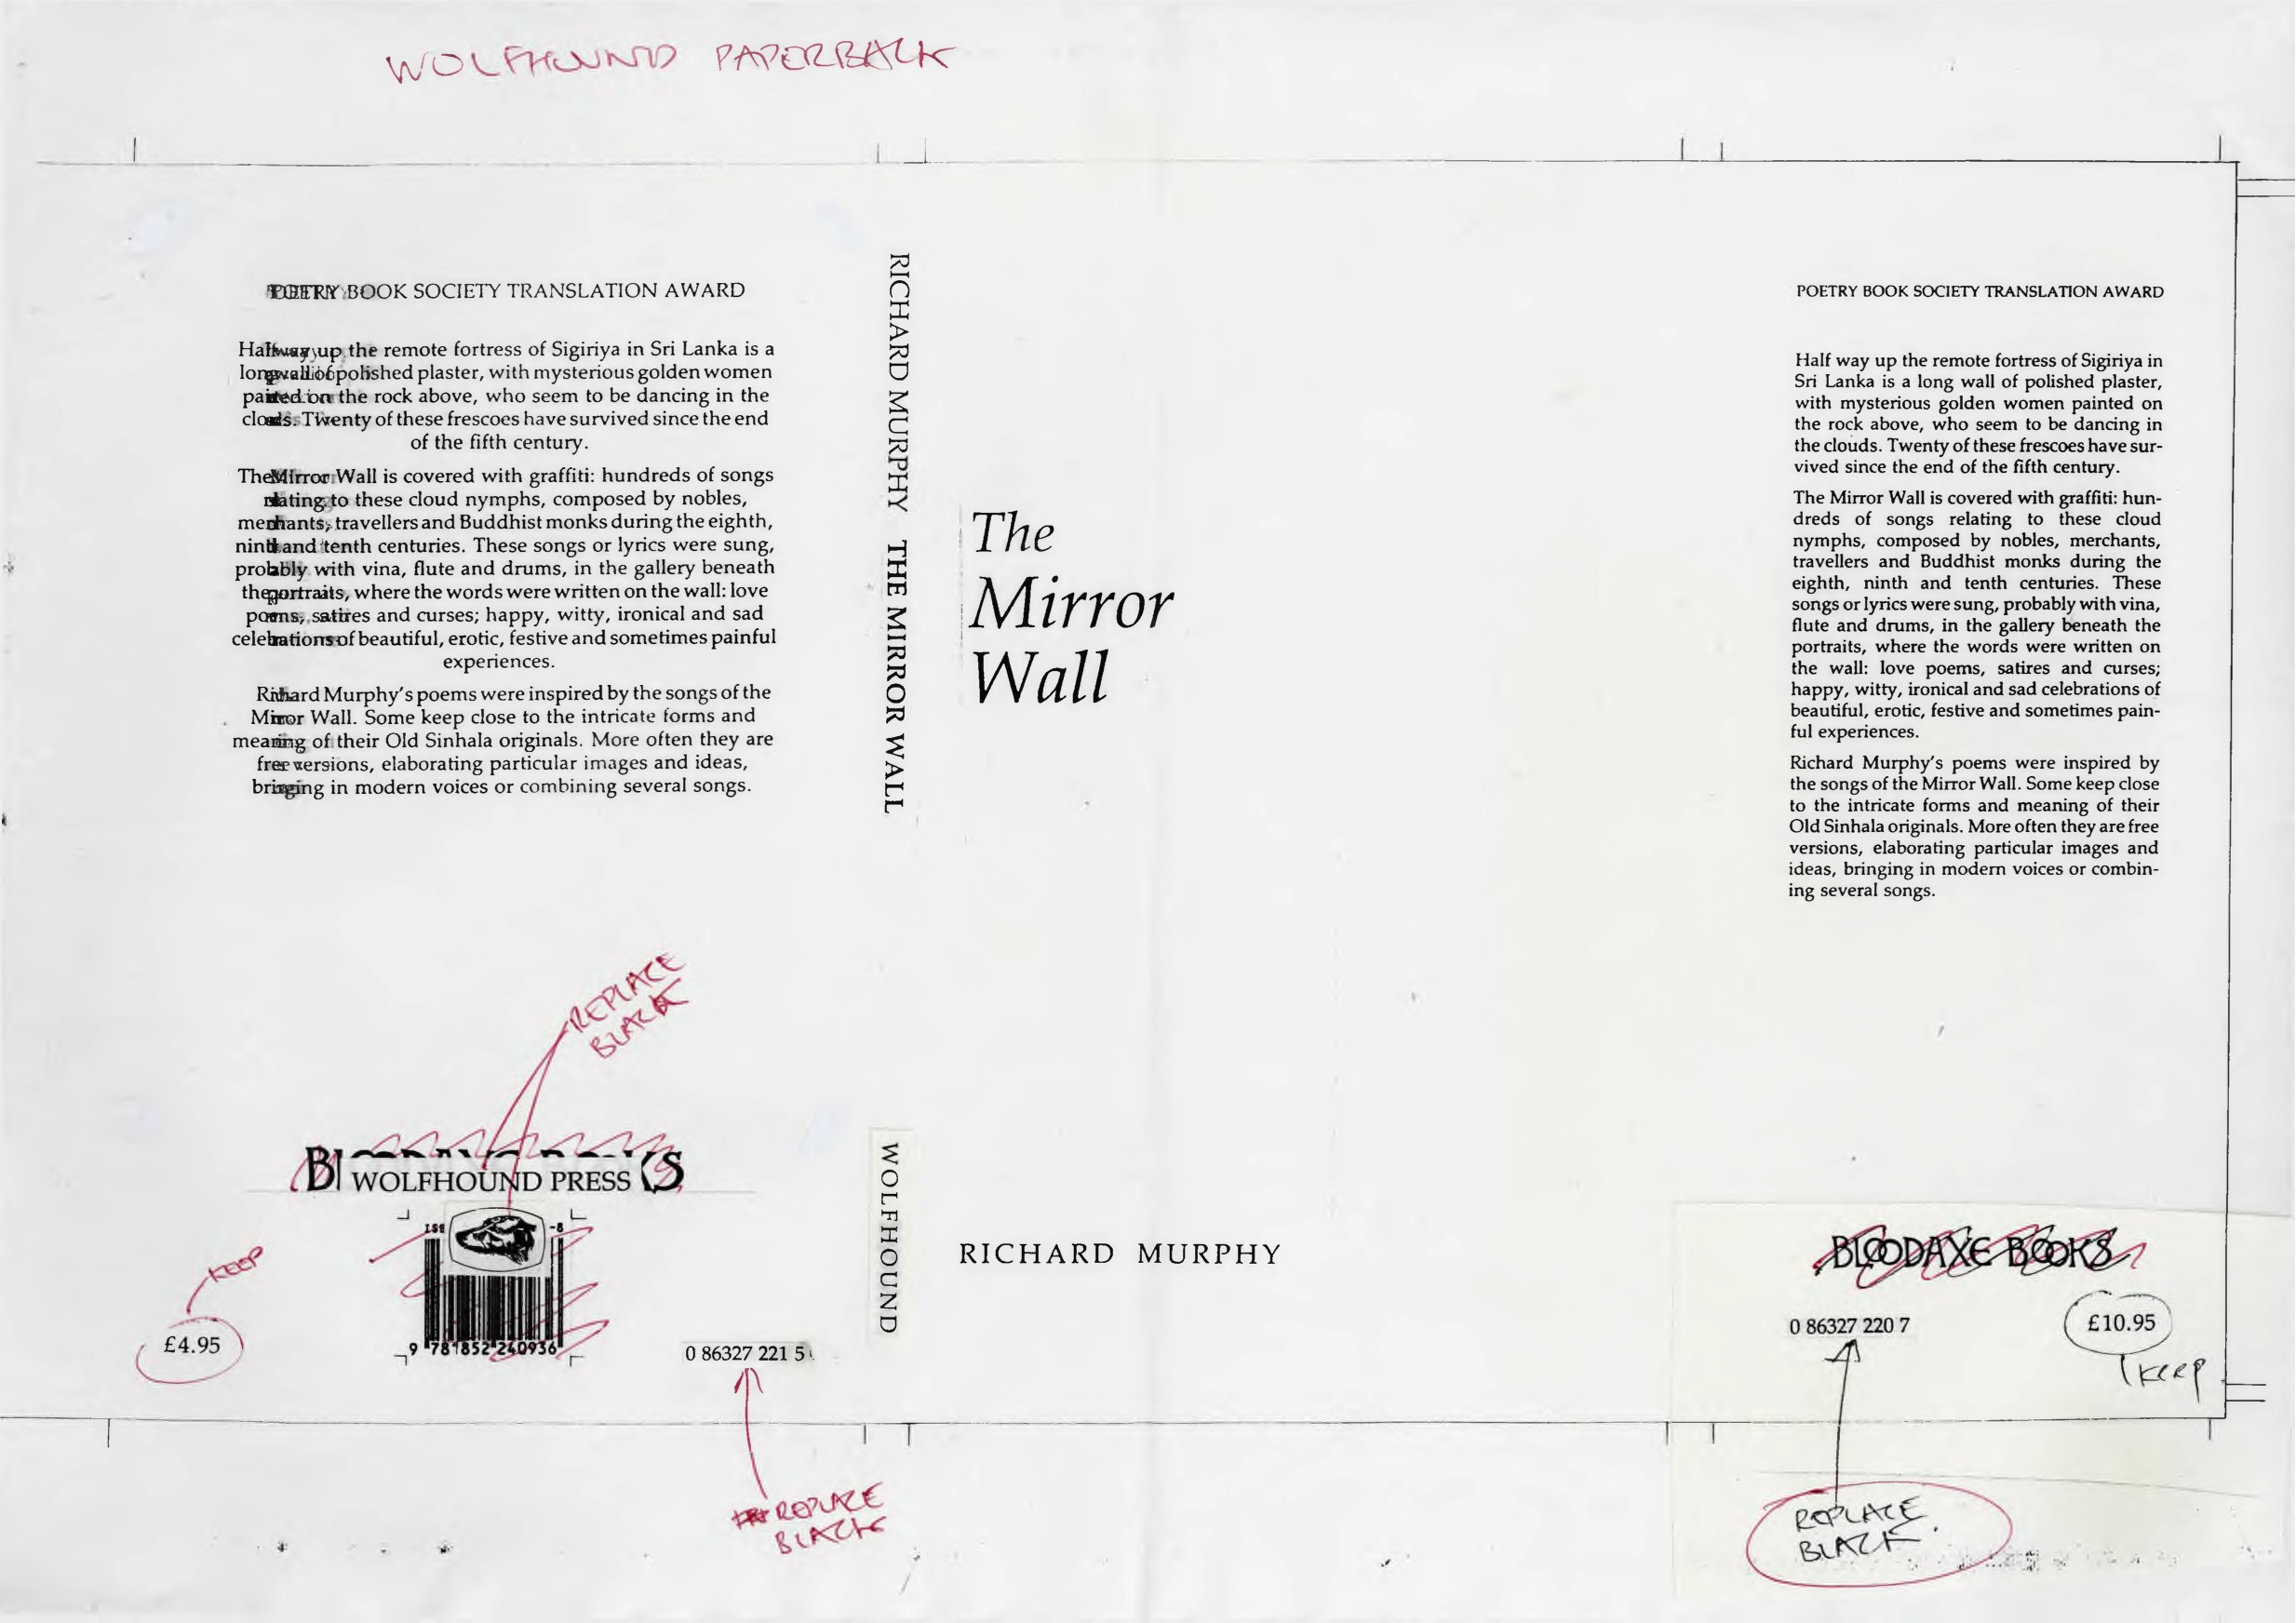 WOLFHOUND PAPERBACK
POETRY BOOK SOCIETY TRANSLATION AWARD
Halfway up the remote fortress of Sigiriya in Sri Lanka is a
long wall of polished plaster, with mysterious golden women
painted on the rock above, who seem to be dancing in the
clouds. Twenty of these frescoes have survived since the end
of the fifth century.
The Mirror Wall is covered with graffiti: hundreds of songs
relating to these cloud nymphs, composed by nobles,
merchants, travellers and Buddhist monks during the eighth,
ninth and tenth centuries. These songs or lyrics were sung,
probably with vina, flute and drums, in the gallery beneath
the portraits, where the words were written on the wall: love
poems, satires and curses; happy, witty, ironical and sad
celebrations of beautiful, erotic, festive and sometimes painful
experiences.
Richard Murphy's poems were inspired by the songs of the
Mirror Wall. Some keep close to the intricate forms and
meaning of their Old Sinhala originals. More often they are
free versions, elaborating particular images and ideas,
bringing in modern voices or combining several songs.
REPLACE
BLACK
WOLFHOUND PRESS
KEEP
£4.95
9 781852 240936
0 86327 221 5
REPLACE
BLACK
RICHARD MURPHY THE MIRROR WALL
WOLFHOUND
The
Mirror
Wall
RICHARD MURPHY
POETRY BOOK SOCIETY TRANSLATION AWARD
Half way up the remote fortress of Sigiriya in
Sri Lanka is a long wall of polished plaster,
with mysterious golden women painted on
the rock above, who seem to be dancing in
the clouds. Twenty of these frescoes have sur-
vived since the end of the fifth century.
The Mirror Wall is covered with graffiti: hun-
dreds of songs relating to these cloud
nymphs, composed by nobles, merchants,
travellers and Buddhist monks during the
eighth, ninth and tenth centuries. These
songs or lyrics were sung, probably with vina,
flute and drums, in the gallery beneath the
portraits, where the words were written on
the wall: love poems, satires and curses;
happy, witty, ironical and sad celebrations of
beautiful, erotic, festive and sometimes pain-
ful experiences.
Richard Murphy's poems were inspired by
the songs of the Mirror Wall. Some keep close
to the intricate forms and meaning of their
Old Sinhala originals. More often they are free
versions, elaborating particular images and
ideas, bringing in modern voices or combin-
ing several songs.
BLOODAXE BOOKS
0 86327 220 7
£10.95
keep
REPLACE
BLACK.